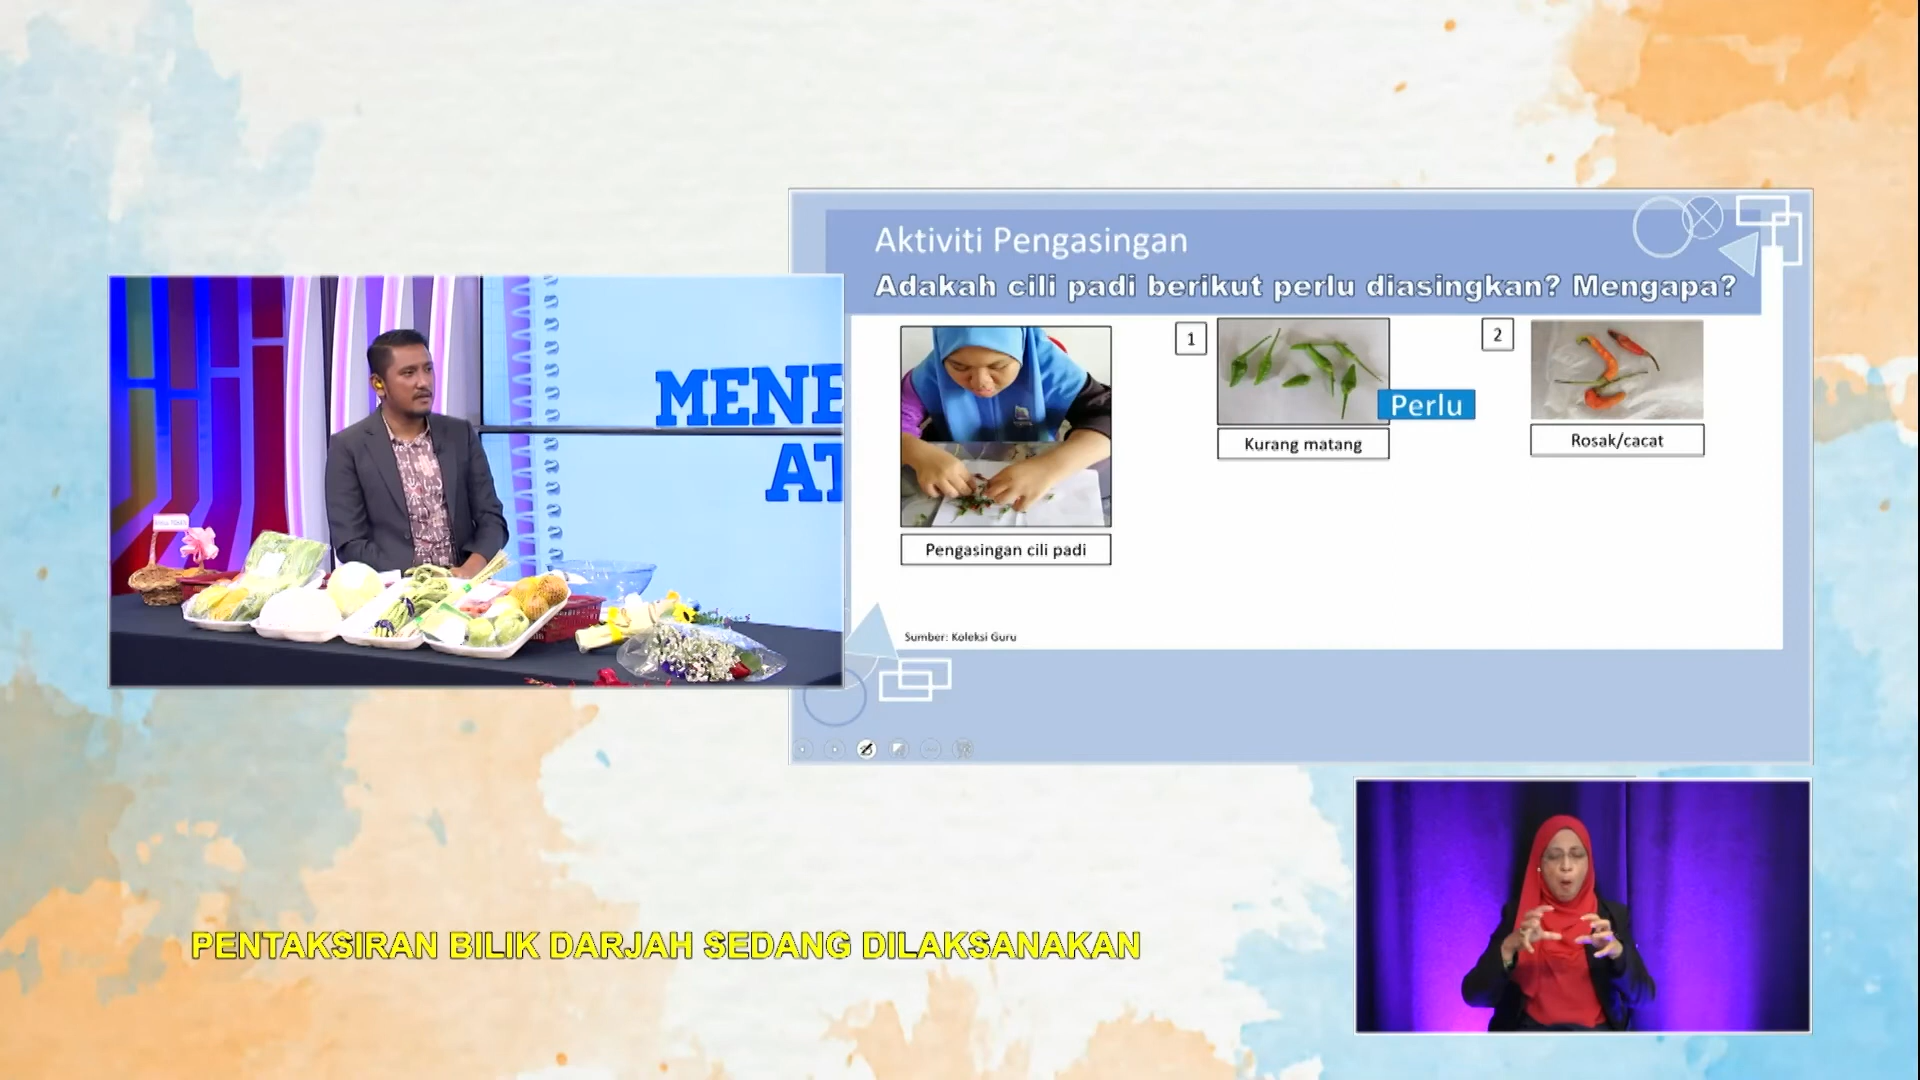 Aktiviti Pengasingan
Adakah cili padi berikut perlu diasingkan? Mengapa?
MENE
AT
1
2
Perlu
Kurang matang
Rosak/cacat
Pengasingan cili padi
Sumber: Koleksi Guru
PENTAKSIRAN BILIK DARJAH SEDANG DILAKSANAKAN